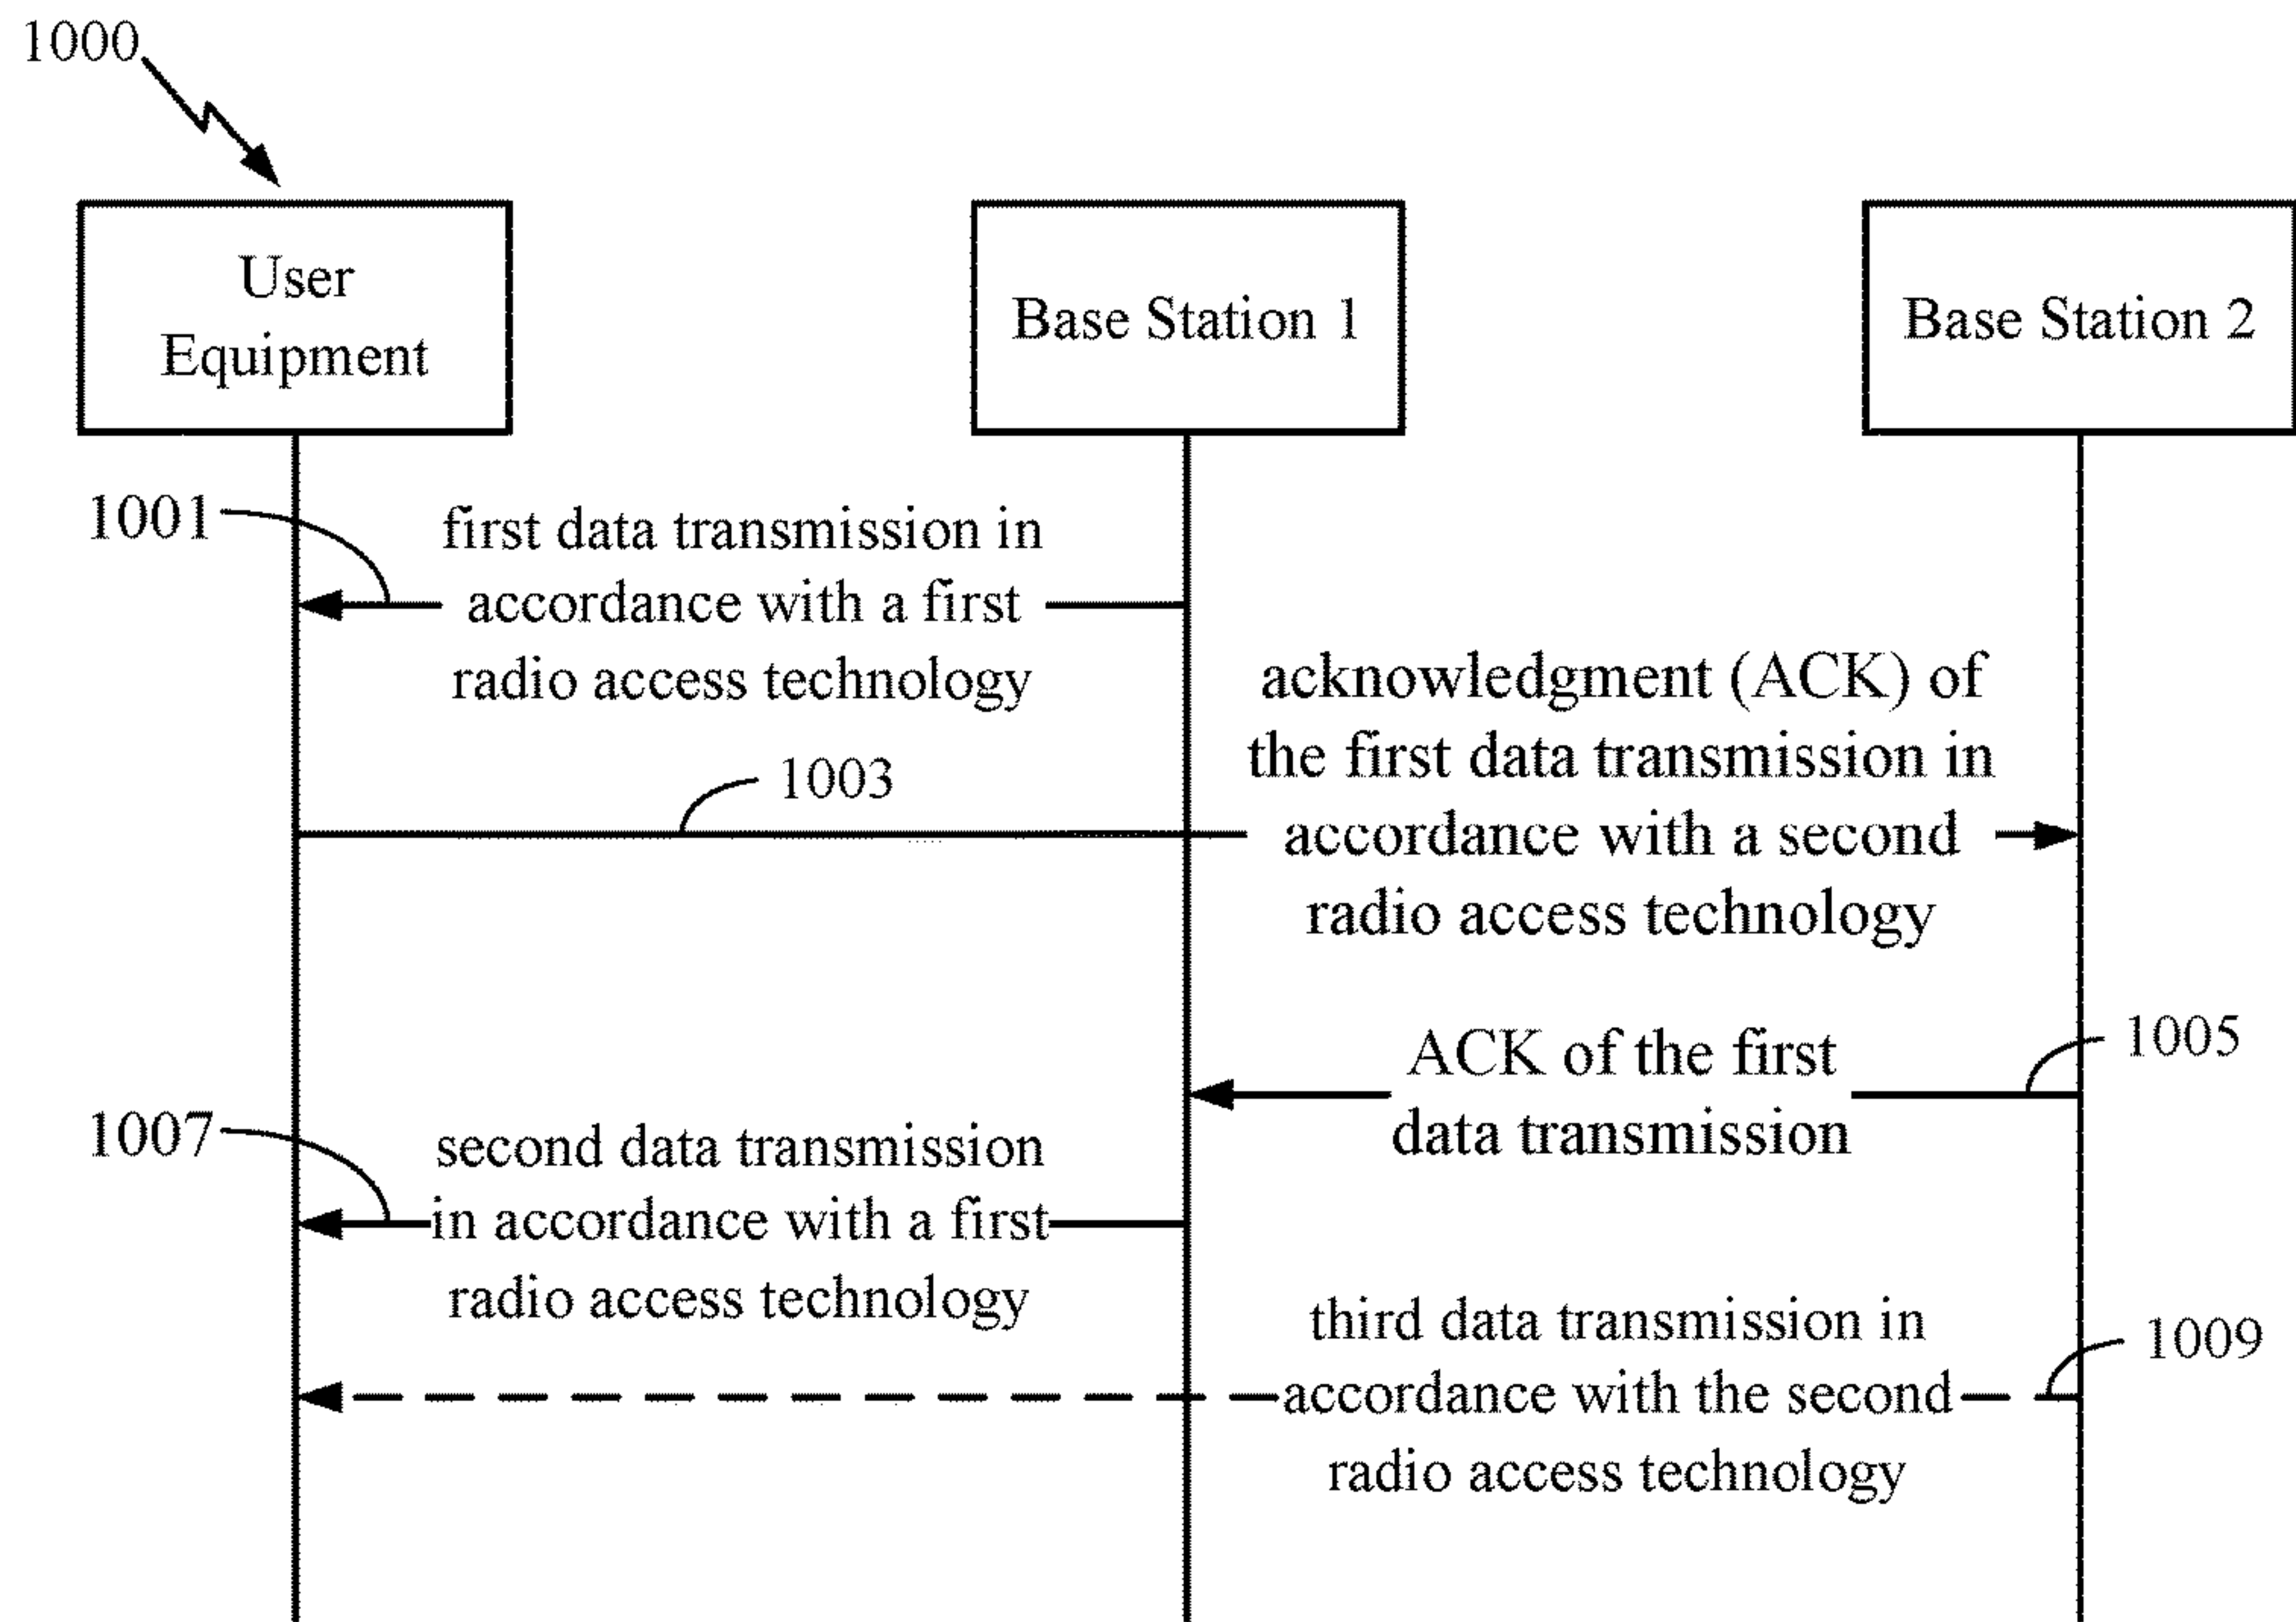 1000
User
Equipment
Base Station 1
Base Station 2
1001
first data transmission in
accordance with a first
radio access technology
acknowledgment (ACK) of
the first data transmission in
accordance with a second
radio access technology
1003
ACK of the first
data transmission
1005
1007
second data transmission
in accordance with a first
radio access technology
third data transmission in
accordance with the second
radio access technology
1009